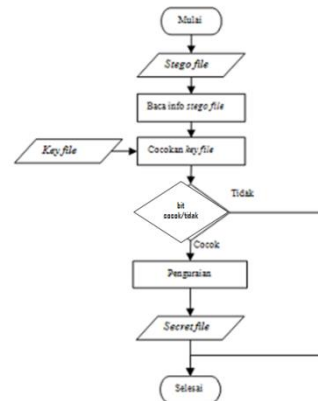 Mulai
Stego file
Baca info stego file
Key file
Cocokan key file
bit
cocok/tidak
Tidak
Cocok
Penguraian
Secret file
Selesai